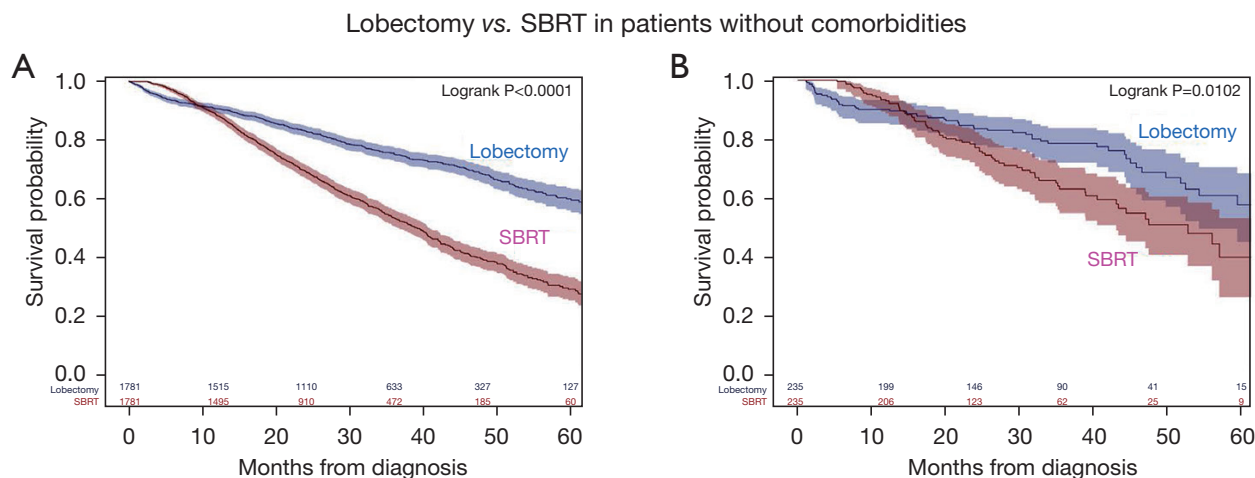 Lobectomy vs. SBRT in patients without comorbidities
A
Survival probability
1.0
0.8
0.6
0.4
0.2
0.0
Logrank P<0.0001
Lobectomy
SBRT
Lobectomy 1781 1515 1110 633 327 127
SBRT 1781 1495 910 472 185 60
0 10 20 30 40 50 60
Months from diagnosis
B
Survival probability
1.0
0.8
0.6
0.4
0.2
0.0
Logrank P=0.0102
Lobectomy
SBRT
Lobectomy 235 199 146 90 41 15
SBRT 235 206 123 62 25 9
0 10 20 30 40 50 60
Months from diagnosis